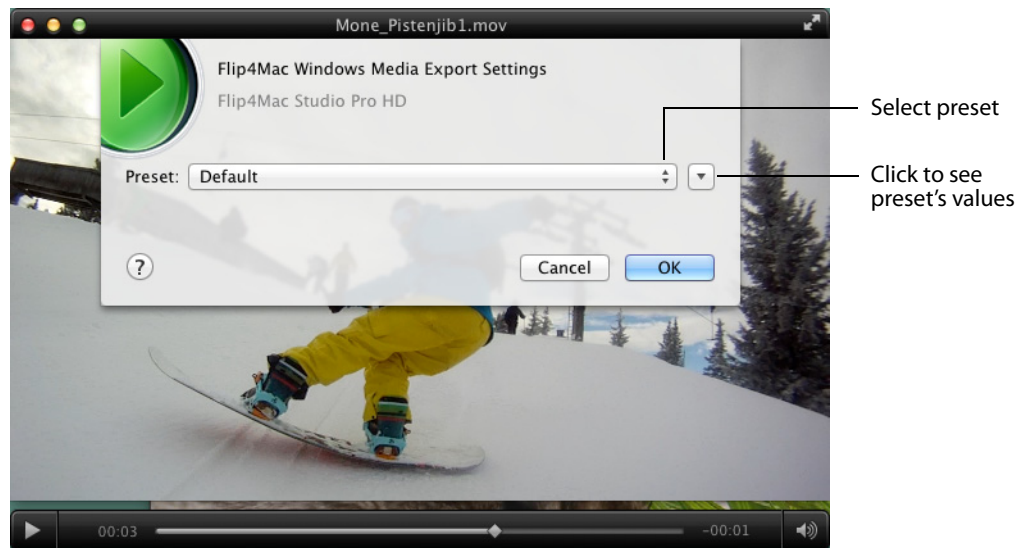 Mone_Pistenjib1.mov
Flip4Mac Windows Media Export Settings
Flip4Mac Studio Pro HD
Select preset
Preset: Default
Click to see
preset's values
?
Cancel OK
00:03 -00:01